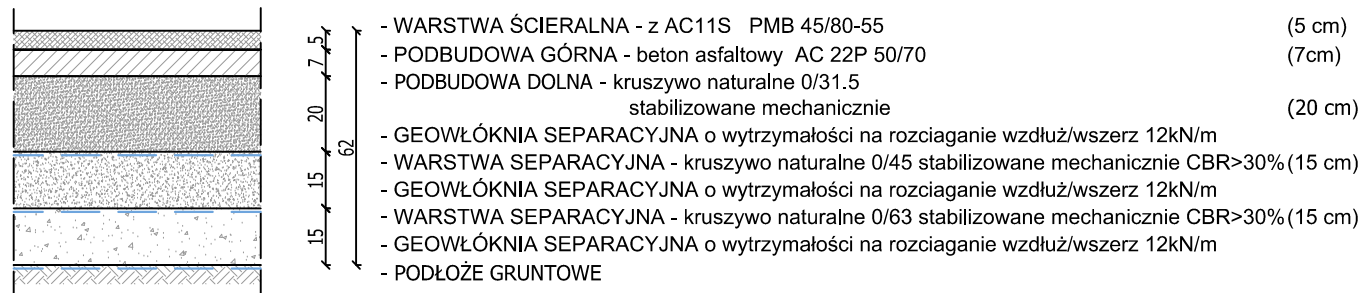 - WARSTWA ŚCIERALNA - z AC11S PMB 45/80-55 (5 cm)
- PODBUDOWA GÓRNA - beton asfaltowy AC 22P 50/70 (7cm)
- PODBUDOWA DOLNA - kruszywo naturalne 0/31.5
stabilizowane mechanicznie (20 cm)
- GEOWŁÓKNIA SEPARACYJNA o wytrzymałości na rozciaganie wzdłuż/wszerz 12kN/m
- WARSTWA SEPARACYJNA - kruszywo naturalne 0/45 stabilizowane mechanicznie CBR>30% (15 cm)
- GEOWŁÓKNIA SEPARACYJNA o wytrzymałości na rozciaganie wzdłuż/wszerz 12kN/m
- WARSTWA SEPARACYJNA - kruszywo naturalne 0/63 stabilizowane mechanicznie CBR>30% (15 cm)
- GEOWŁÓKNIA SEPARACYJNA o wytrzymałości na rozciaganie wzdłuż/wszerz 12kN/m
- PODŁOŻE GRUNTOWE
5
7
20
15
15
62